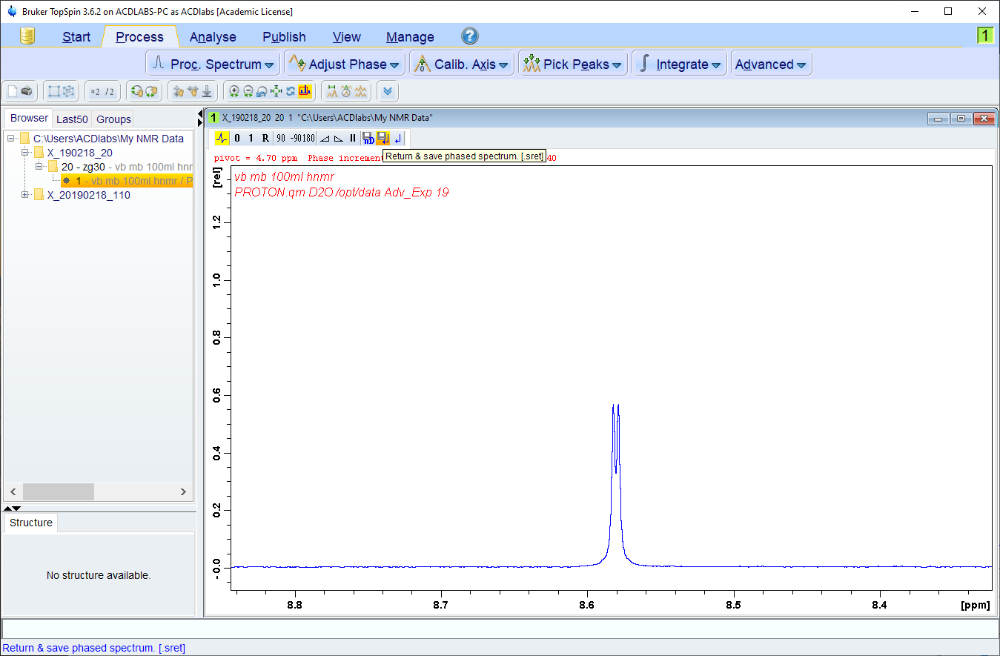 Bruker TopSpin 3.6.2 on ACDLABS-PC as ACDlabs [Academic License]
Start Process Analyse Publish View Manage ? 1
Proc. Spectrum Adjust Phase Calib. Axis Pick Peaks Integrate Advanced
*2 /2
Browser Last50 Groups
1 X_190218_20 20 1 "C:\Users\ACDlabs\My NMR Data"
C:\Users\ACDlabs\My NMR Data
X_190218_20
20 - zg30 - vb mb 100ml hnr
1 - vb mb 100ml hnmr / P
X_20190218_110
0 1 R 90 -90 180 nD
pivot = 4.70 ppm Phase increment
Return & save phased spectrum. [.sret]
40
[rel]
vb mb 100ml hnmr
PROTON.qm D2O /opt/data Adv_Exp 19
1.2
1.0
0.8
0.6
0.4
0.2
-0.0
8.8 8.7 8.6 8.5 8.4 [ppm]
Structure
No structure available.
Return & save phased spectrum. [.sret]